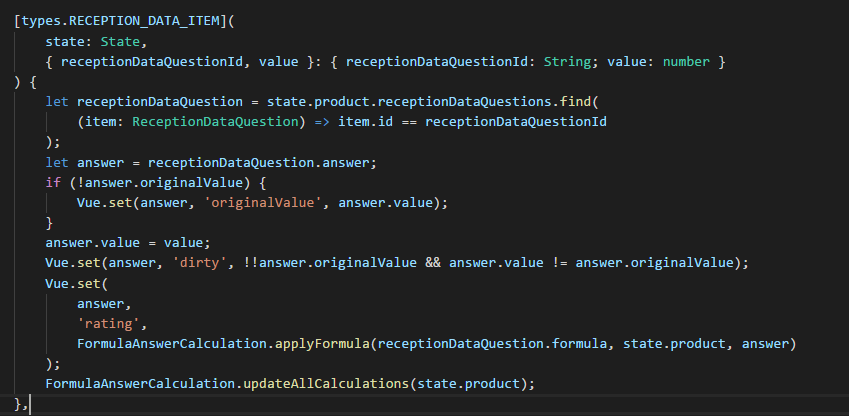 [types.RECEPTION_DATA_ITEM](
    state: State,
    { receptionDataQuestionId, value }: { receptionDataQuestionId: String; value: number }
) {
    let receptionDataQuestion = state.product.receptionDataQuestions.find(
        (item: ReceptionDataQuestion) => item.id == receptionDataQuestionId
    );
    let answer = receptionDataQuestion.answer;
    if (!answer.originalValue) {
        Vue.set(answer, 'originalValue', answer.value);
    }
    answer.value = value;
    Vue.set(answer, 'dirty', !!answer.originalValue && answer.value != answer.originalValue);
    Vue.set(
        answer,
        'rating',
        FormulaAnswerCalculation.applyFormula(receptionDataQuestion.formula, state.product, answer)
    );
    FormulaAnswerCalculation.updateAllCalculations(state.product);
},